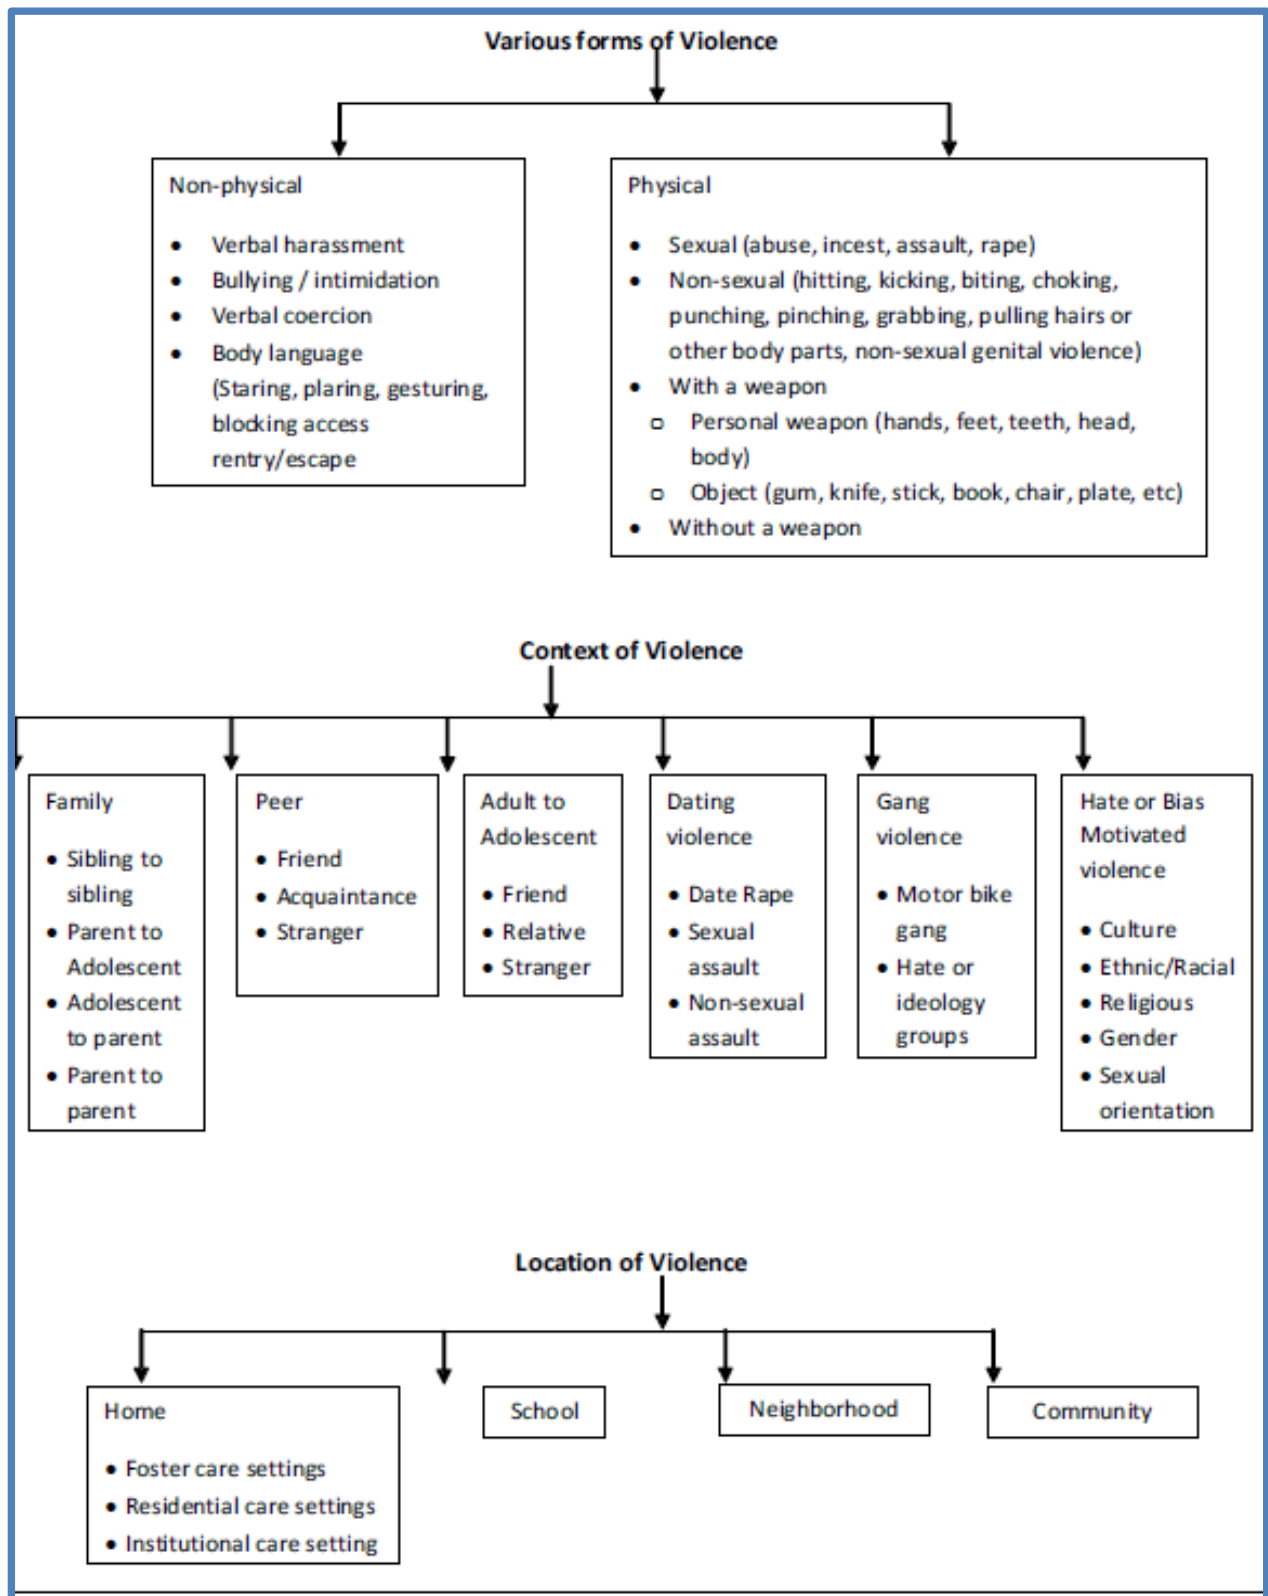 Various forms of Violence
Non-physical
• Verbal harassment
• Bullying / intimidation
• Verbal coercion
• Body language
(Staring, plaring, gesturing,
blocking access
rentry/escape
Physical
• Sexual (abuse, incest, assault, rape)
• Non-sexual (hitting, kicking, biting, choking,
punching, pinching, grabbing, pulling hairs or
other body parts, non-sexual genital violence)
• With a weapon
▫ Personal weapon (hands, feet, teeth, head,
body)
▫ Object (gum, knife, stick, book, chair, plate, etc)
• Without a weapon
Context of Violence
Family
• Sibling to
sibling
• Parent to
Adolescent
• Adolescent
to parent
• Parent to
parent
Peer
• Friend
• Acquaintance
• Stranger
Adult to
Adolescent
• Friend
• Relative
• Stranger
Dating
violence
• Date Rape
• Sexual
assault
• Non-sexual
assault
Gang
violence
• Motor bike
gang
• Hate or
ideology
groups
Hate or Bias
Motivated
violence
• Culture
• Ethnic/Racial
• Religious
• Gender
• Sexual
orientation
Location of Violence
Home
• Foster care settings
• Residential care settings
• Institutional care setting
School
Neighborhood
Community